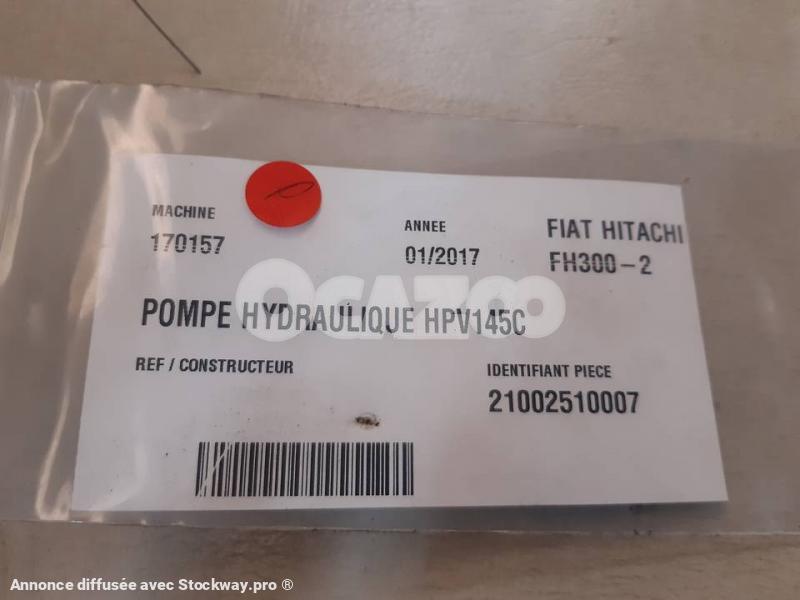 MACHINE
170157
ANNEE
01/2017
FIAT HITACHI
FH300-2
OCAZOO
POMPE HYDRAULIQUE HPV145C
REF / CONSTRUCTEUR
IDENTIFIANT PIECE
21002510007
Annonce diffusée avec Stockway.pro ®